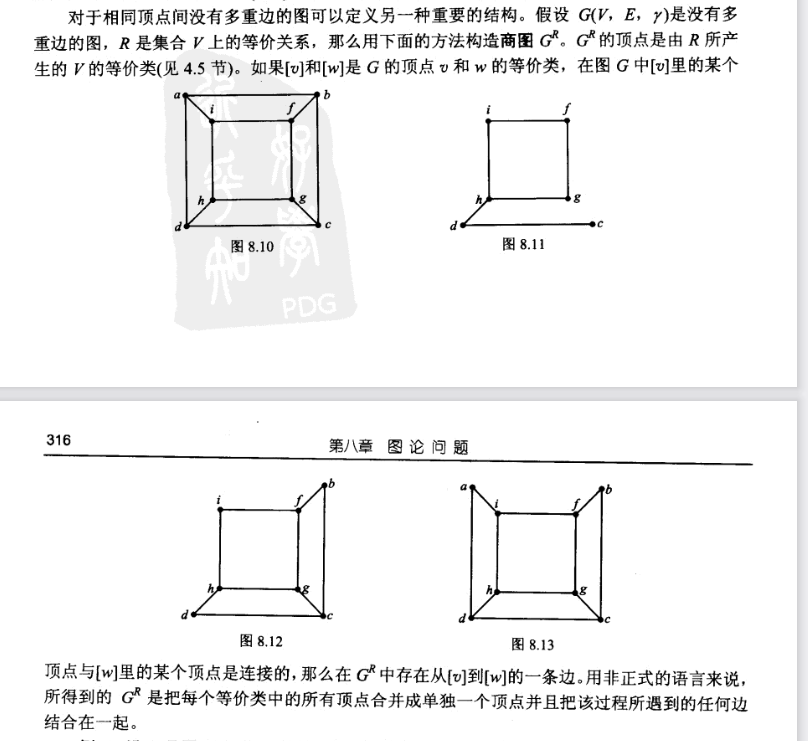 对于相同顶点间没有多重边的图可以定义另一种重要的结构。假设 G(V, E, γ)是没有多
重边的图，R 是集合 V 上的等价关系，那么用下面的方法构造商图 Gᴿ。Gᴿ的顶点是由 R 所产
生的 V 的等价类(见 4.5 节)。如果[v]和[w]是 G 的顶点 v 和 w 的等价类，在图 G 中[v]里的某个
a b
i f
h g
d c
图 8.10
i f
h g
d c
图 8.11
PDG
316
第八章 图论问题
b
i f
h g
d c
图 8.12
a b
i f
h g
d c
图 8.13
顶点与[w]里的某个顶点是连接的，那么在 Gᴿ 中存在从[v]到[w]的一条边。用非正式的语言来说，
所得到的 Gᴿ 是把每个等价类中的所有顶点合并成单独一个顶点并且把该过程所遇到的任何边
结合在一起。